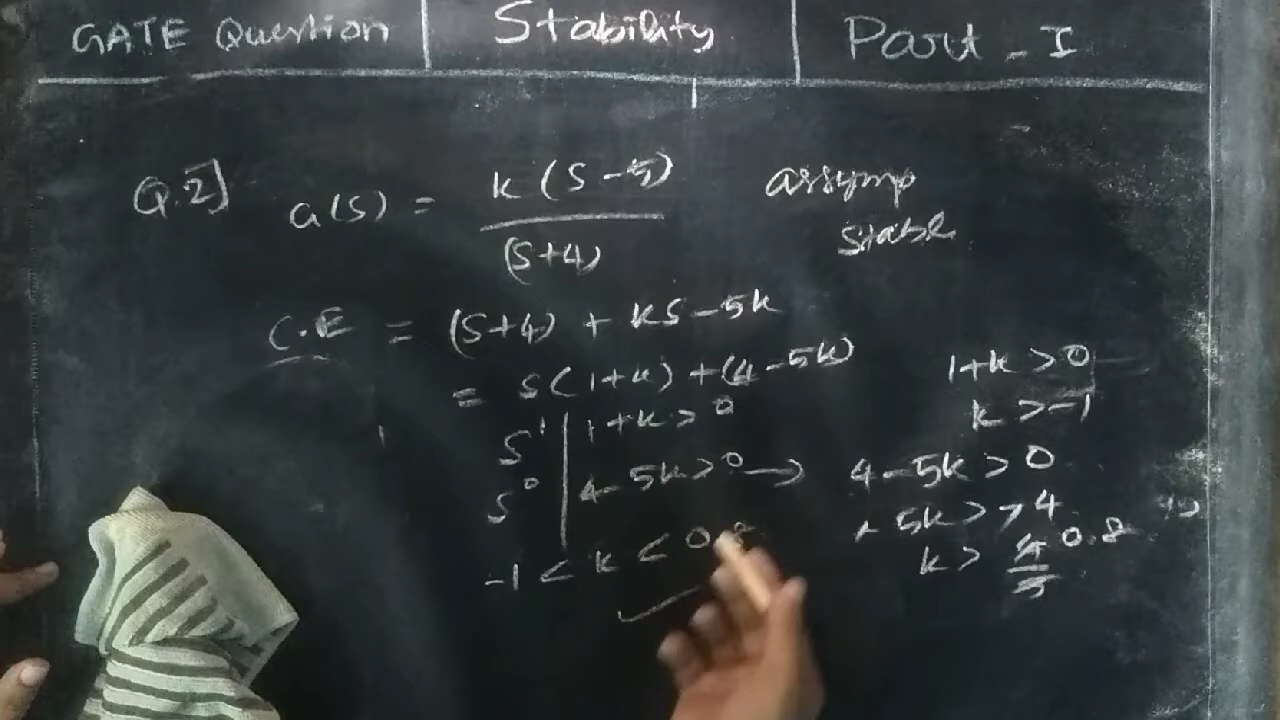 GATE Question Stability Part - I
Q.2] G(s) = K(s-5)/(s+4) assymp
stable
C.E = (s+4) + ks - 5k
= s(1+k) + (4-5k)
1+k > 0
k > -1
s¹ | 1+k > 0
s⁰ | 4-5k > 0 → 4-5k > 0
+ 5k > > 4
k > 4/5 0.8
-1 < k < 0.8